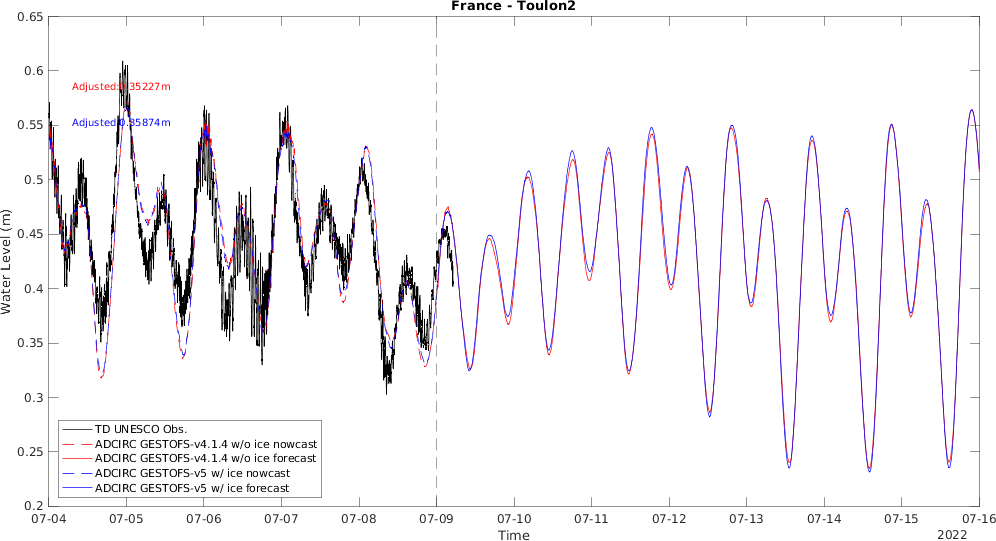 France - Toulon2
0.65
0.6
0.55
0.5
0.45
0.4
0.35
0.3
0.25
0.2
Water Level (m)
Adjusted:0.35227m
Adjusted:0.35874m
TD UNESCO Obs.
ADCIRC GESTOFS-v4.1.4 w/o ice nowcast
ADCIRC GESTOFS-v4.1.4 w/o ice forecast
ADCIRC GESTOFS-v5 w/ ice nowcast
ADCIRC GESTOFS-v5 w/ ice forecast
07-04 07-05 07-06 07-07 07-08 07-09 07-10 07-11 07-12 07-13 07-14 07-15 07-16
Time
2022